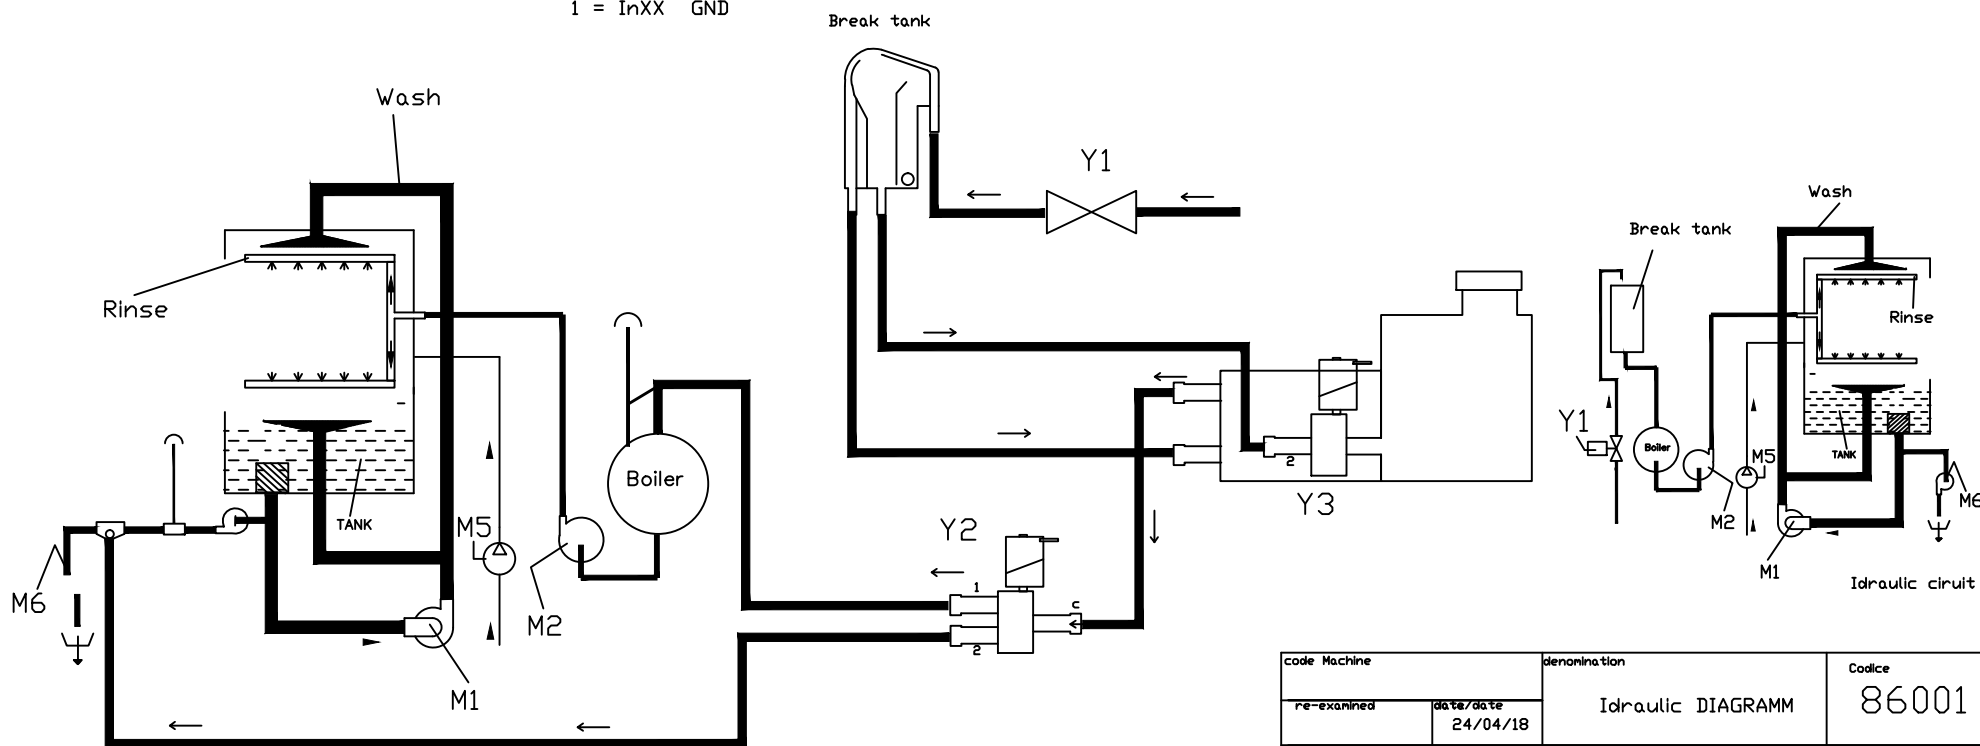 1 = InXX GND
Break tank
Wash
Y1
Rinse
Boiler
TANK
M5
Y2
M2
M6
M1
1
2
c
2
Y3
Wash
Break tank
Rinse
Y1
Boiler
M5
TANK
M2
M6
M1
Idraulic ciruit
code Machine
denomination
Codice
Idraulic DIAGRAMM
86001
re-examined
date/date
24/04/18